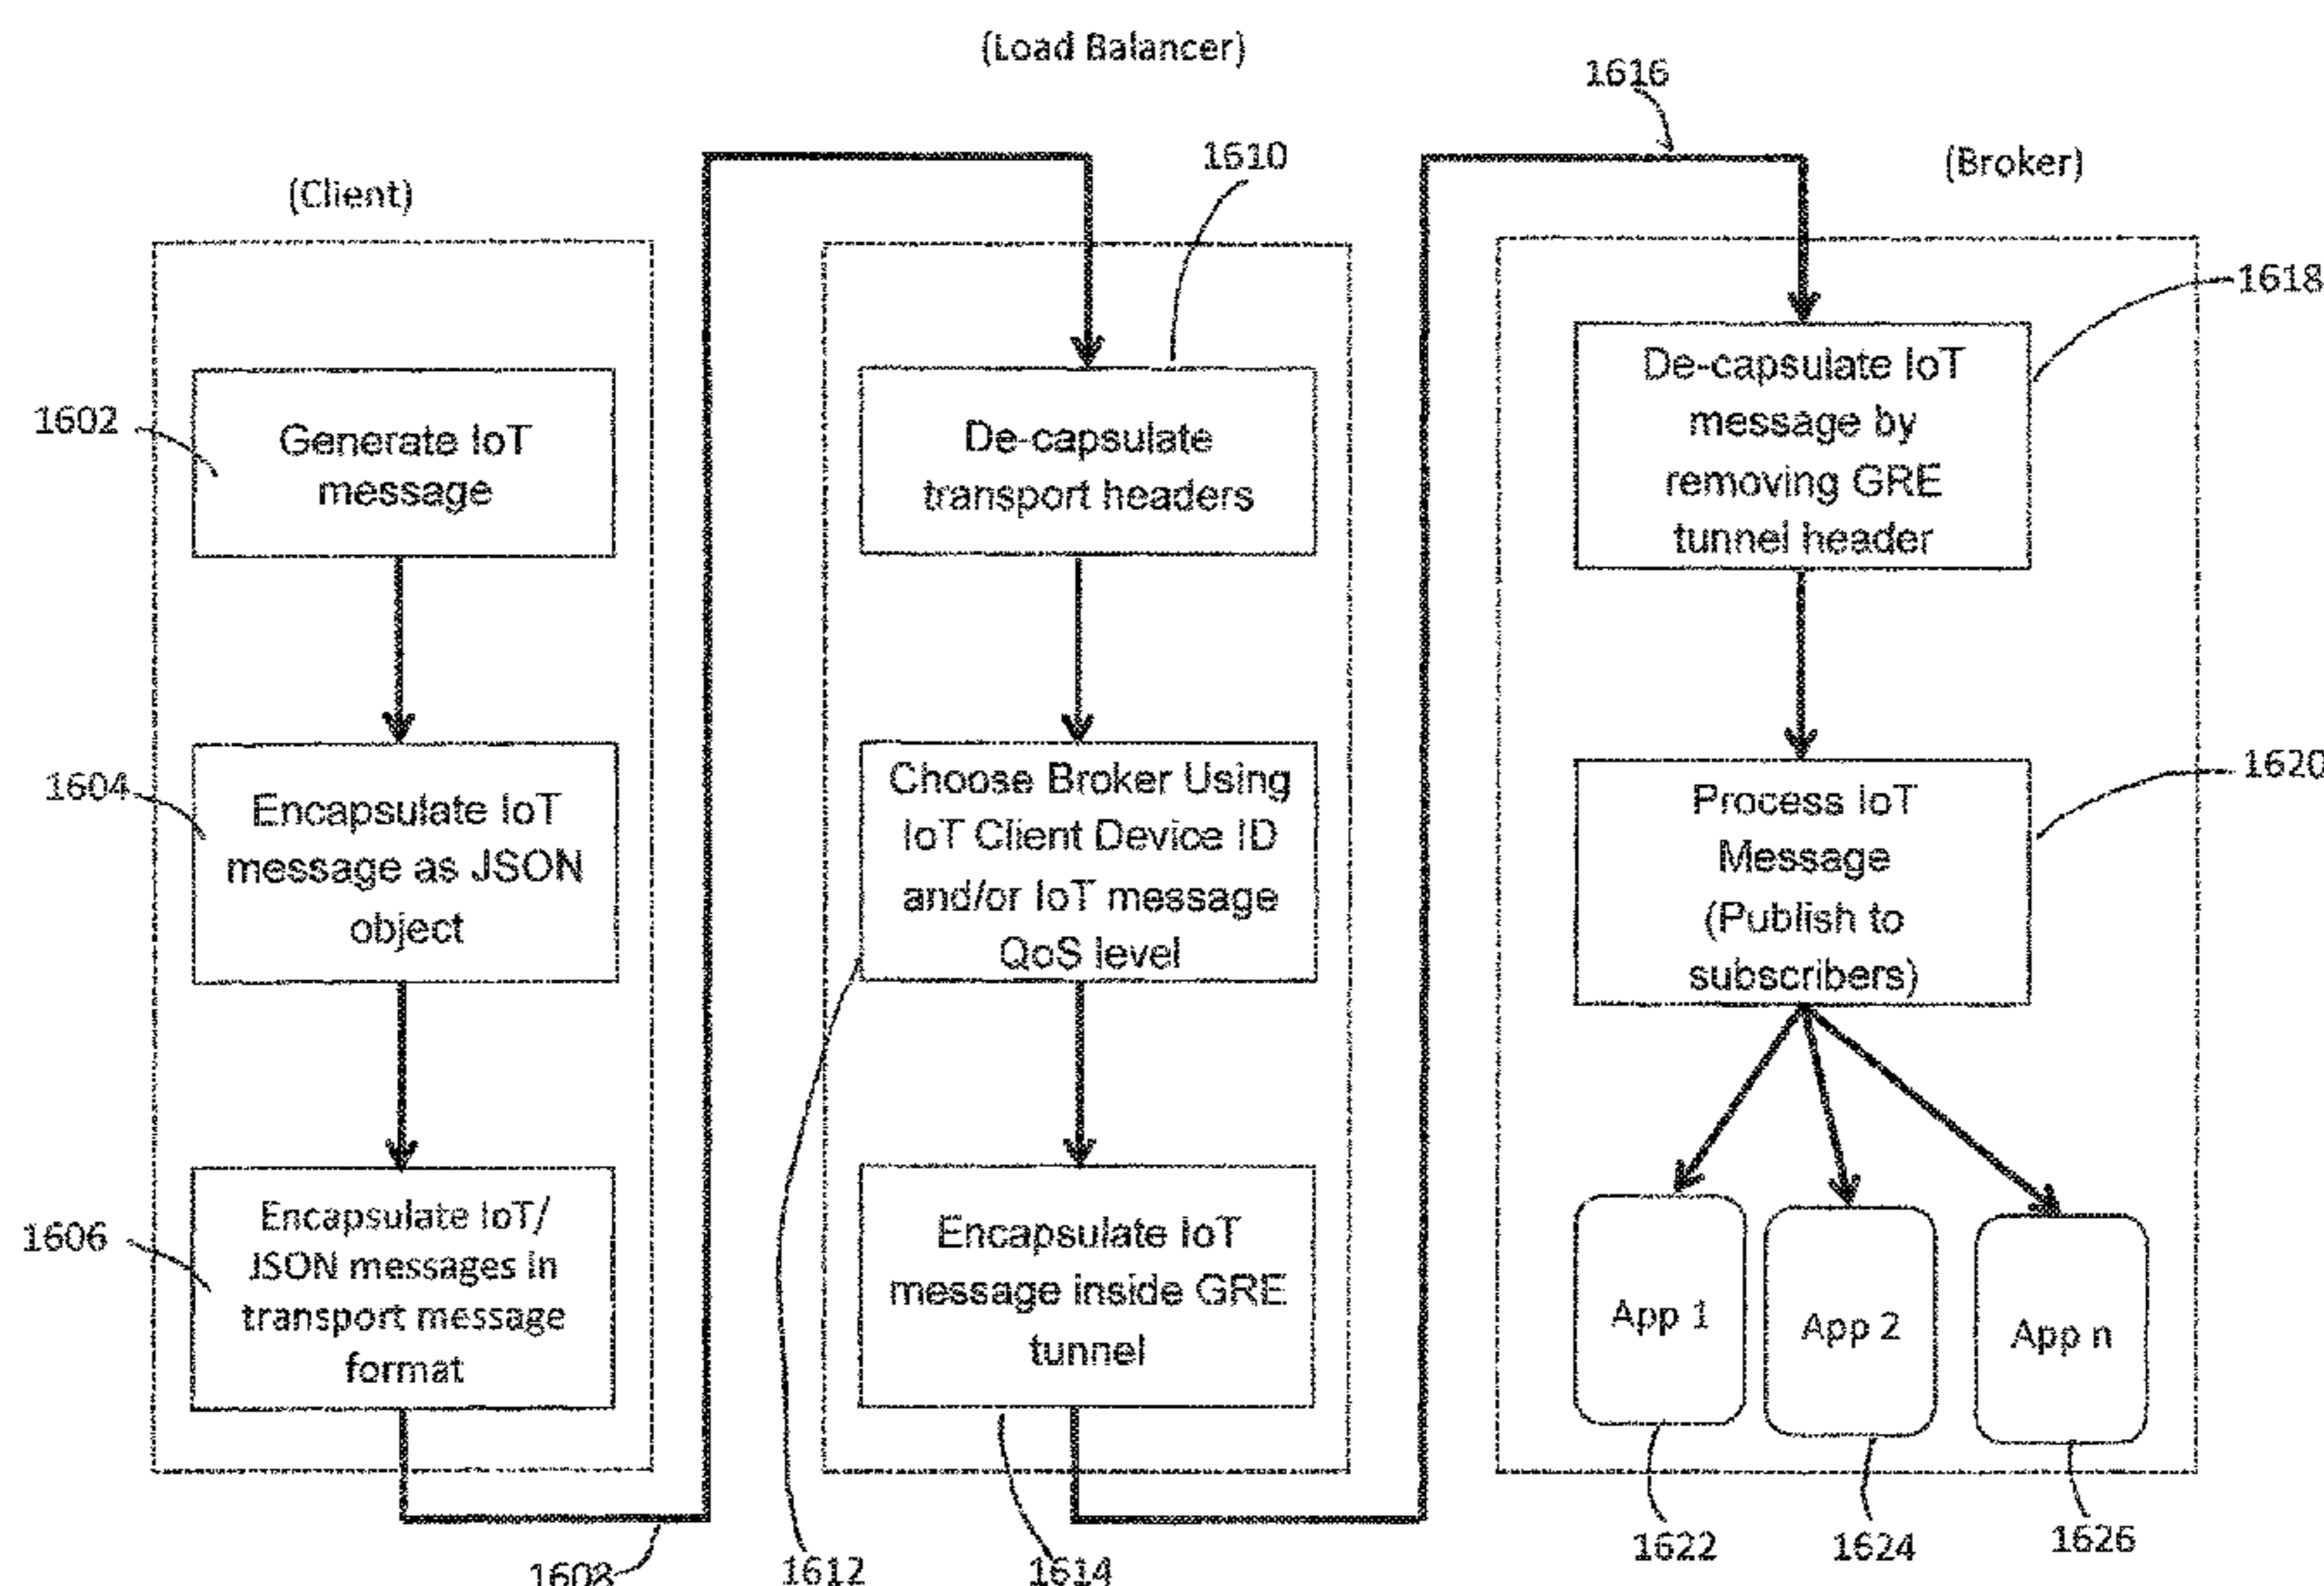 (Load Balancer)
1616
1610
(Broker)
(Client)
1618
1602
Generate IoT
message
De-capsulate
transport headers
De-capsulate IoT
message by
removing GRE
tunnel header
1604
Encapsulate IoT
message as JSON
object
Choose Broker Using
IoT Client Device ID
and/or IoT message
QoS level
1620
Process IoT
Message
(Publish to
subscribers)
1606
Encapsulate IoT/
JSON messages in
transport message
format
Encapsulate IoT
message inside GRE
tunnel
App 1
App 2
App n
1608
1612
1614
1622
1624
1626